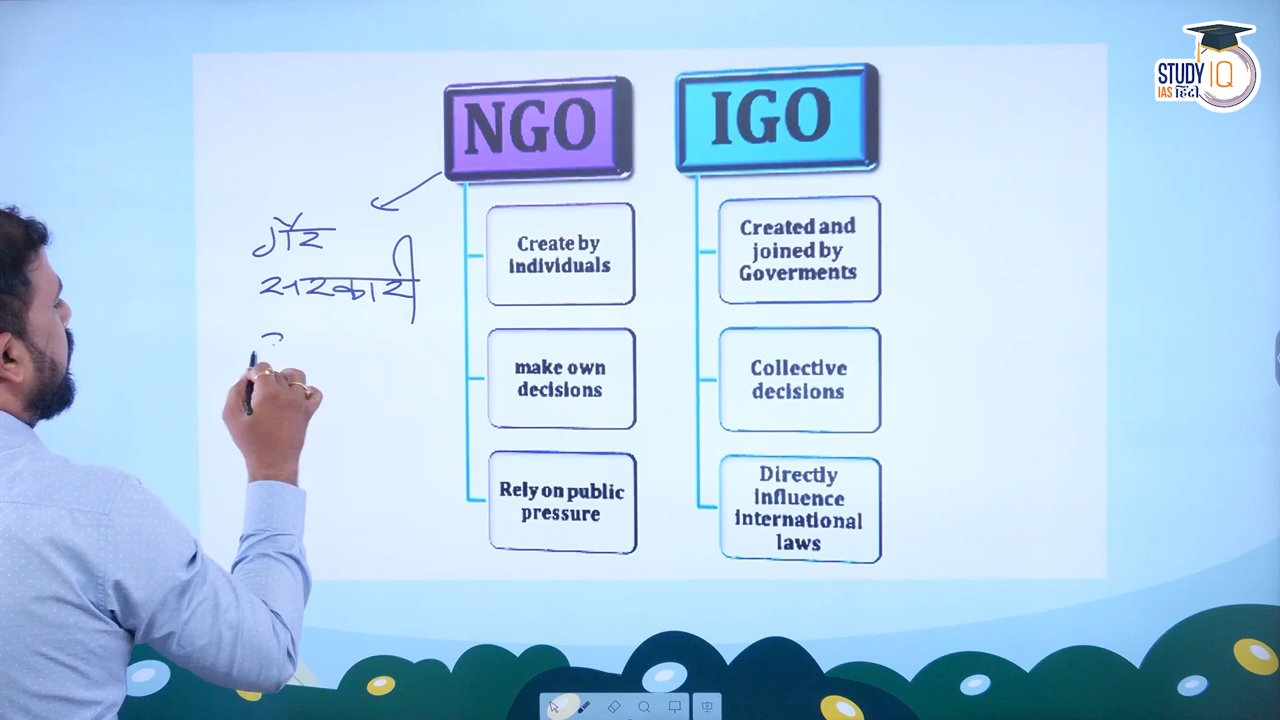 STUDY IQ
IAS हिंदी
NGO
IGO
गैर
सरकारी
Create by
individuals
make own
decisions
Rely on public
pressure
Created and
joined by
Goverments
Collective
decisions
Directly
influence
international
laws